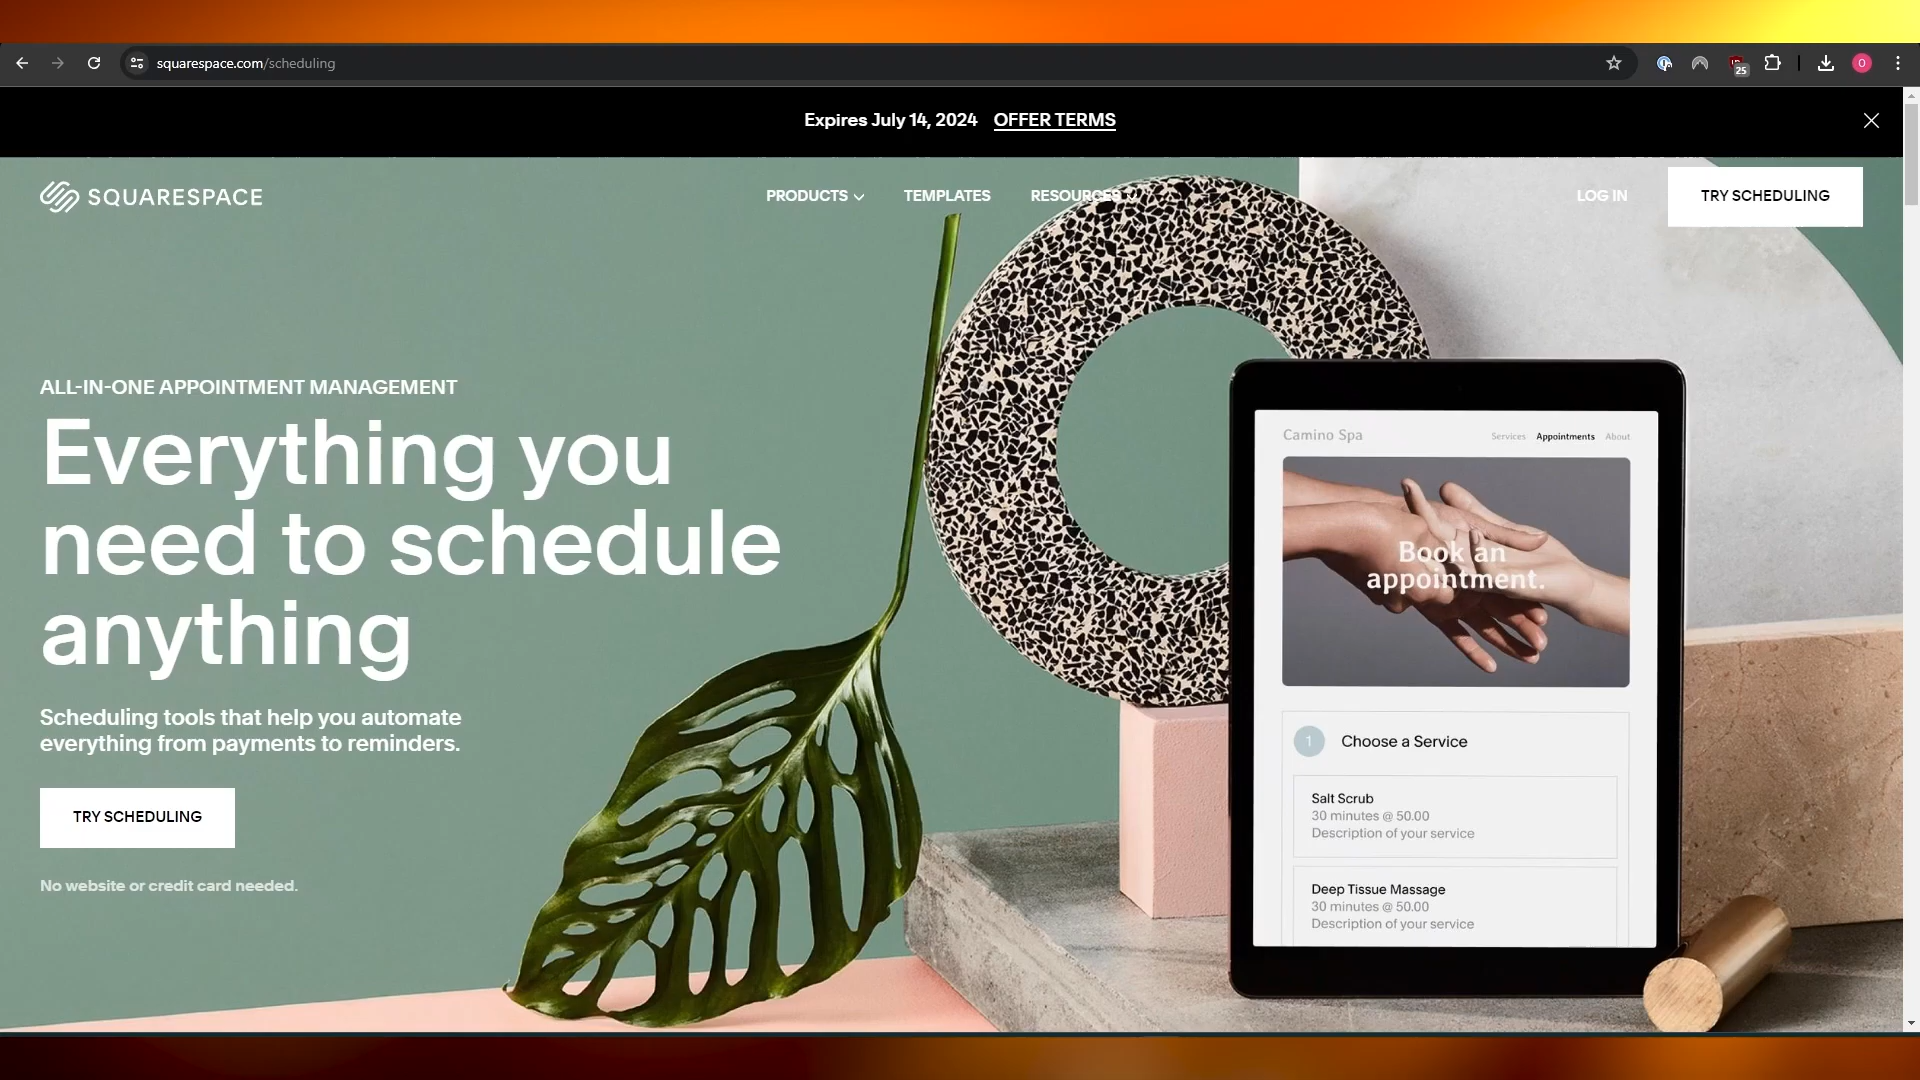 squarespace.com/scheduling
25
O
Expires July 14, 2024 OFFER TERMS
SQUARESPACE
PRODUCTS
TEMPLATES
RESOURCES
LOG IN
TRY SCHEDULING
ALL-IN-ONE APPOINTMENT MANAGEMENT
Everything you
need to schedule
anything
Scheduling tools that help you automate
everything from payments to reminders.
TRY SCHEDULING
No website or credit card needed.
Camino Spa
Services Appointments About
Book an
appointment.
1 Choose a Service
Salt Scrub
30 minutes @ 50.00
Description of your service
Deep Tissue Massage
30 minutes @ 50.00
Description of your service